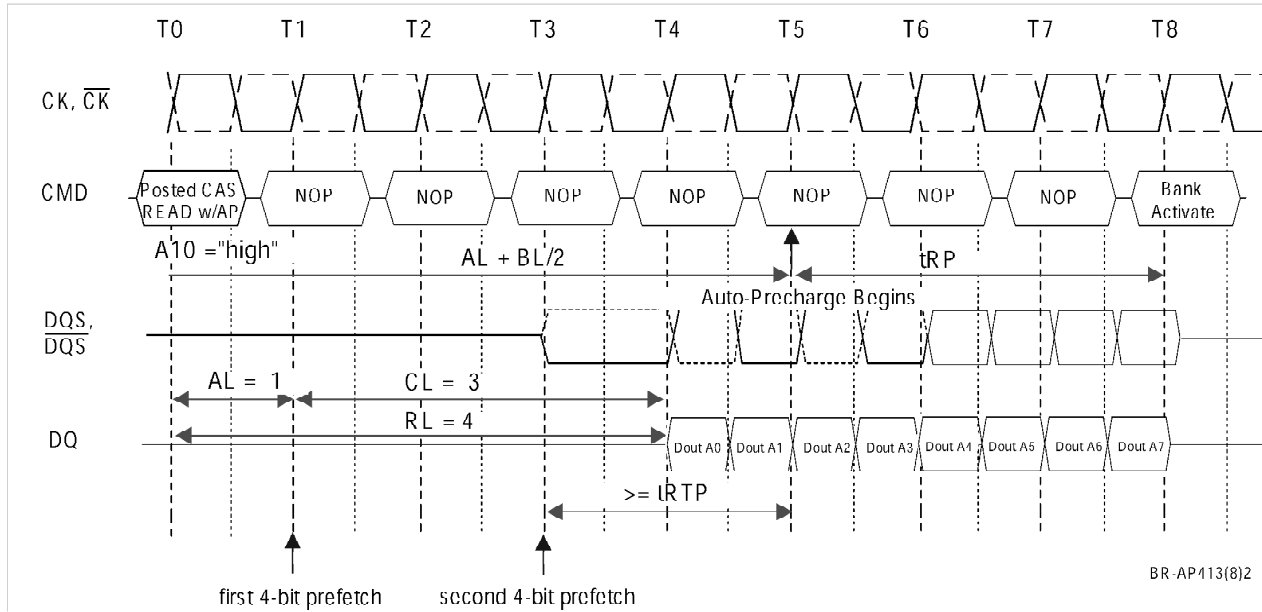 T0 T1 T2 T3 T4 T5 T6 T7 T8
CK, CK
CMD
Posted CAS
READ w/AP
NOP NOP NOP NOP NOP NOP NOP
Bank
Activate
A10 ="high"
AL + BL/2
tRP
Auto-Precharge Begins
DQS,
DQS
AL = 1
CL = 3
RL = 4
DQ
Dout A0 Dout A1 Dout A2 Dout A3 Dout A4 Dout A5 Dout A6 Dout A7
>= tRTP
first 4-bit prefetch
second 4-bit prefetch
BR-AP413(8)2